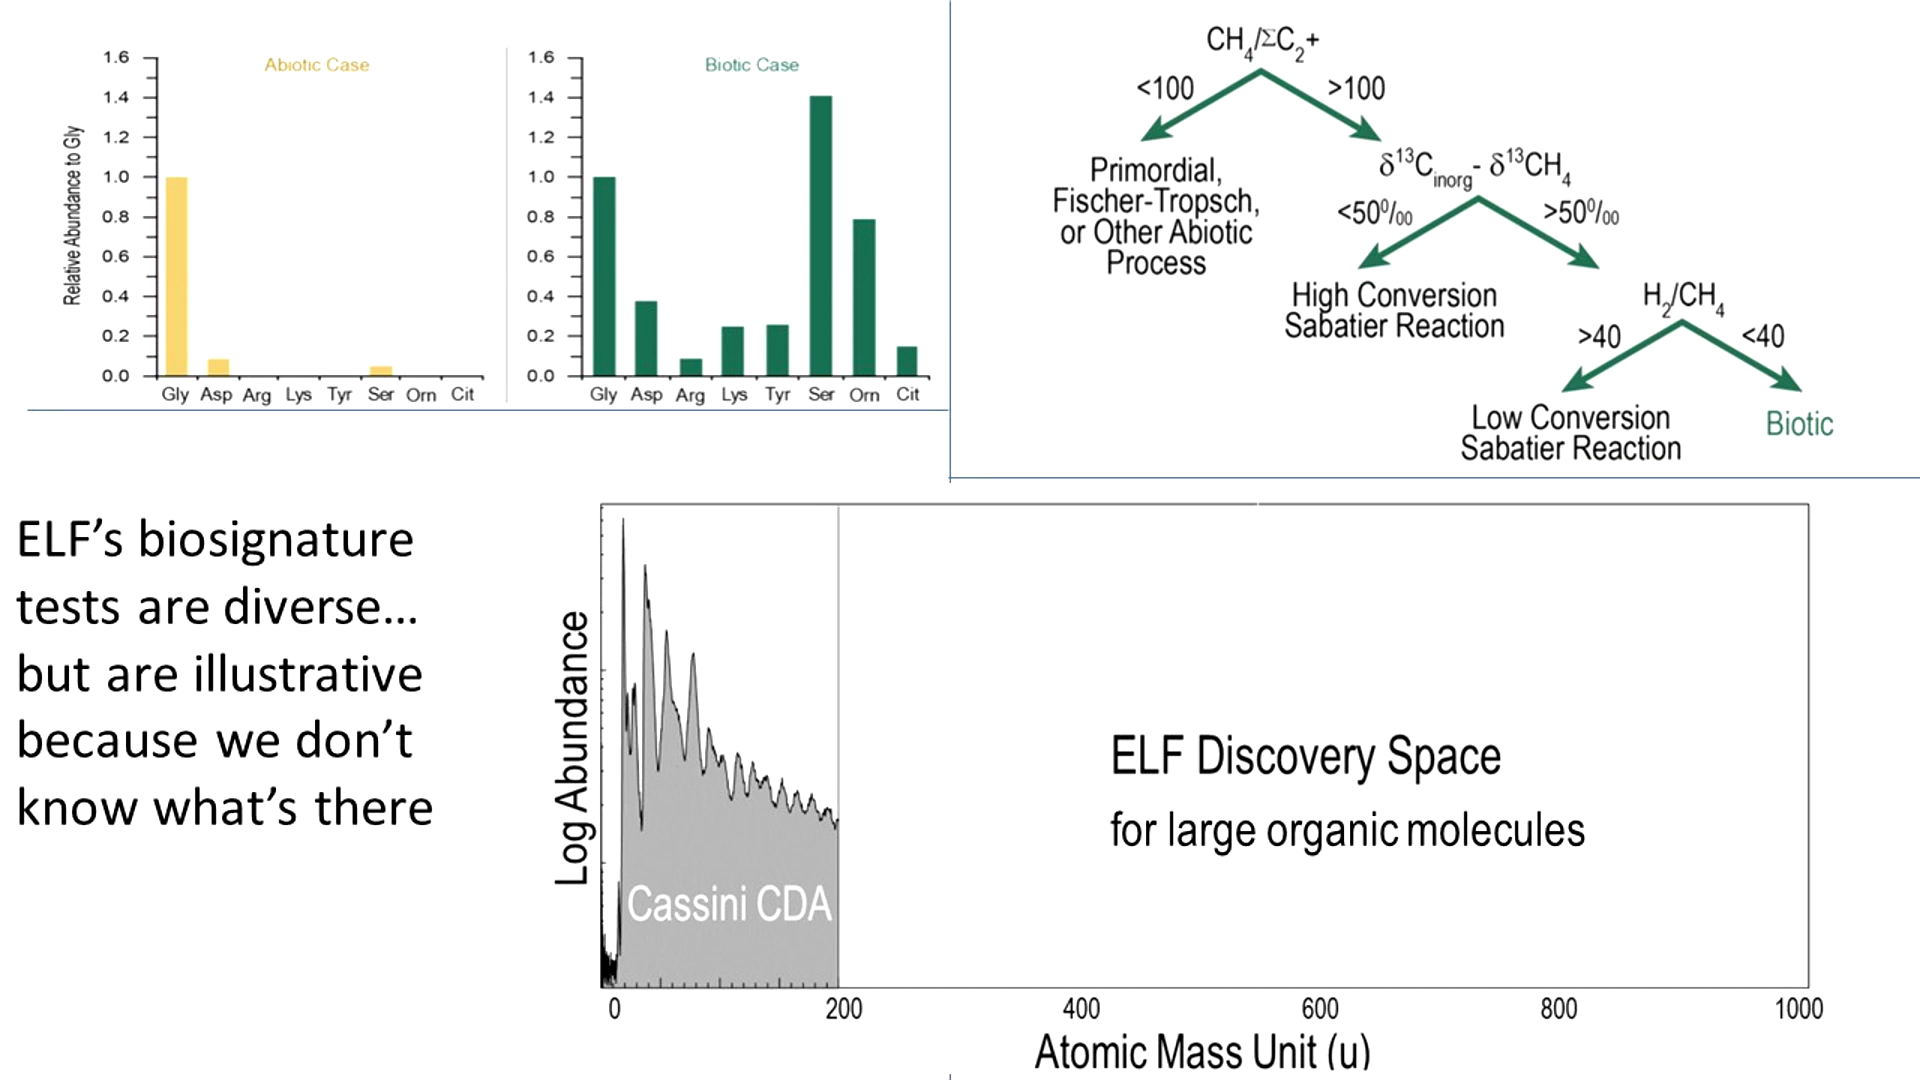 Abiotic Case
Relative Abundance to Gly
1.6
1.4
1.2
1.0
0.8
0.6
0.4
0.2
0.0
Gly Asp Arg Lys Tyr Ser Orn Cit
Biotic Case
1.6
1.4
1.2
1.0
0.8
0.6
0.4
0.2
0.0
Gly Asp Arg Lys Tyr Ser Orn Cit
CH₄/ΣC₂+
<100 >100
Primordial,
Fischer-Tropsch,
or Other Abiotic
Process
δ¹³Cinorg - δ¹³CH₄
<50⁰/₀₀ >50⁰/₀₀
High Conversion
Sabatier Reaction
H₂/CH₄
>40 <40
Low Conversion
Sabatier Reaction
Biotic
ELF’s biosignature
tests are diverse…
but are illustrative
because we don’t
know what’s there
Log Abundance
Cassini CDA
ELF Discovery Space
for large organic molecules
0 200 400 600 800 1000
Atomic Mass Unit (u)